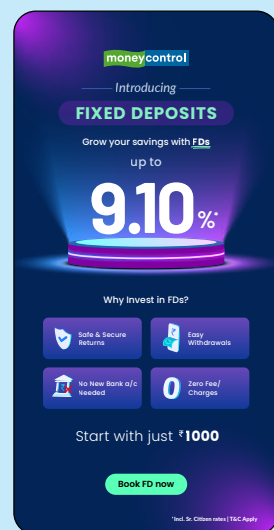 moneycontrol
Introducing
FIXED DEPOSITS
Grow your savings with FDs
up to
9.10%*
Why Invest in FDs?
Safe & Secure
Returns
Easy
Withdrawals
No New Bank a/c
Needed
0
Zero Fee/
Charges
Start with just ₹1000
Book FD now
*Incl. Sr. Citizen rates | T&C Apply